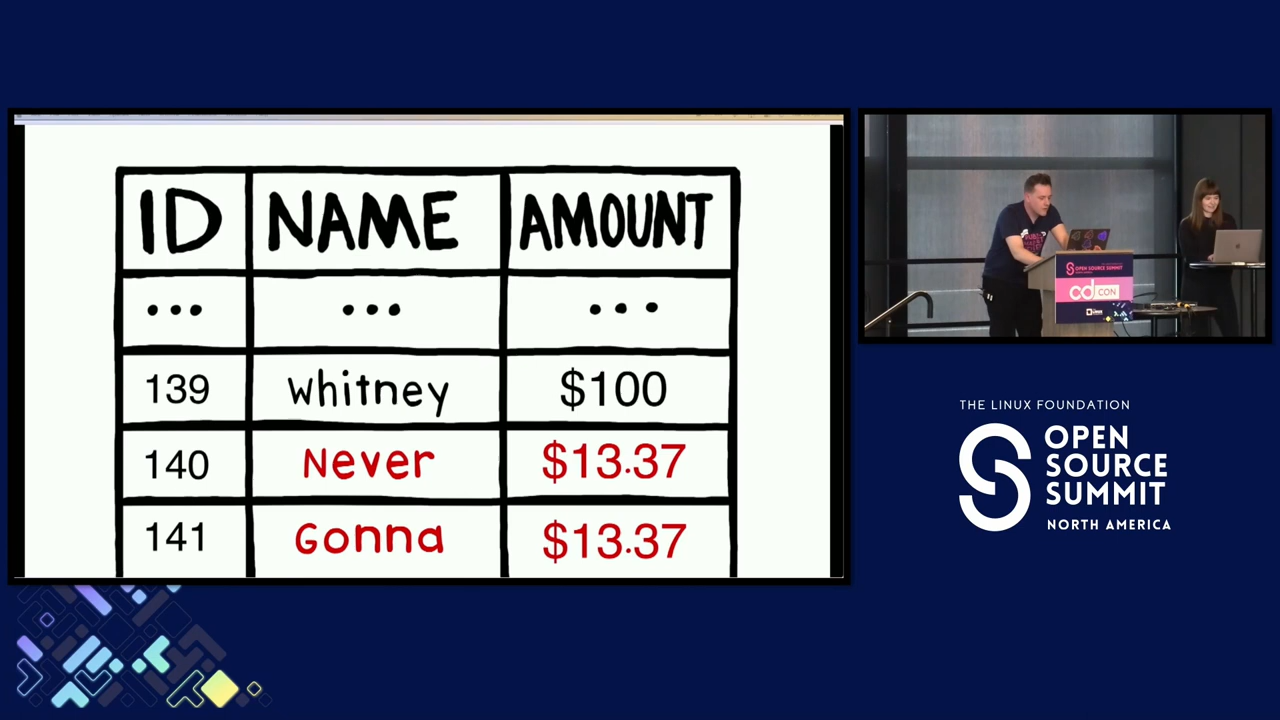 ID NAME AMOUNT
... ... ...
139 Whitney $100
140 Never $13.37
141 Gonna $13.37
OPEN SOURCE SUMMIT
cd CON
THE LINUX FOUNDATION
OPEN
SOURCE
SUMMIT
NORTH AMERICA